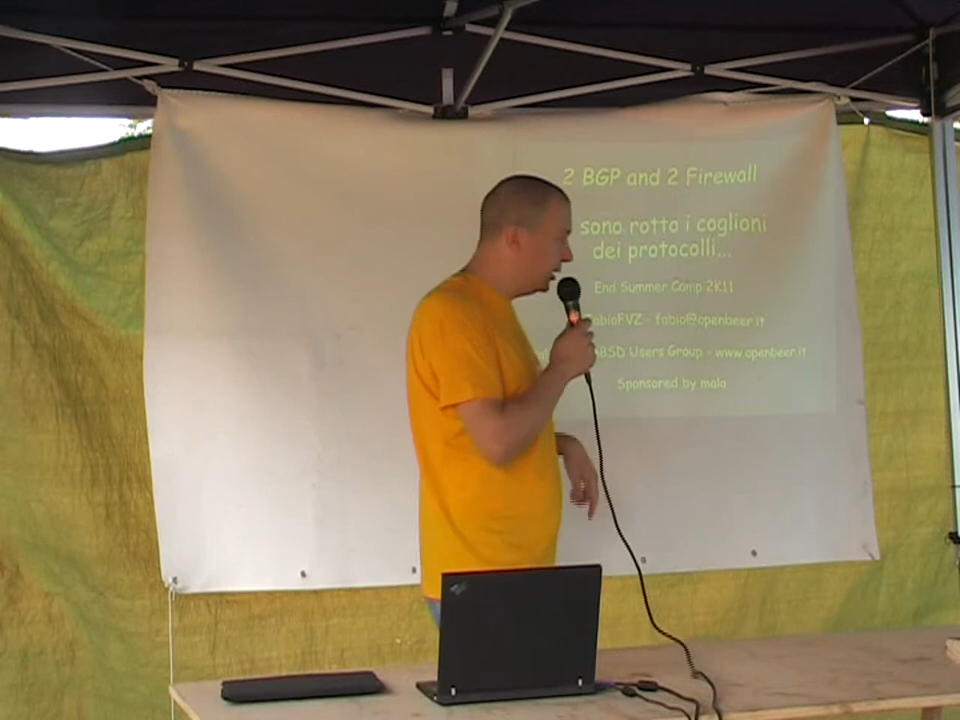 2 BGP and 2 Firewall
sono rotto i coglioni
dei protocolli...
End Summer Camp 2K11
FabioFVZ - fabio@openbeer.it
BSD Users Group - www.openbeer.it
Sponsored by mala